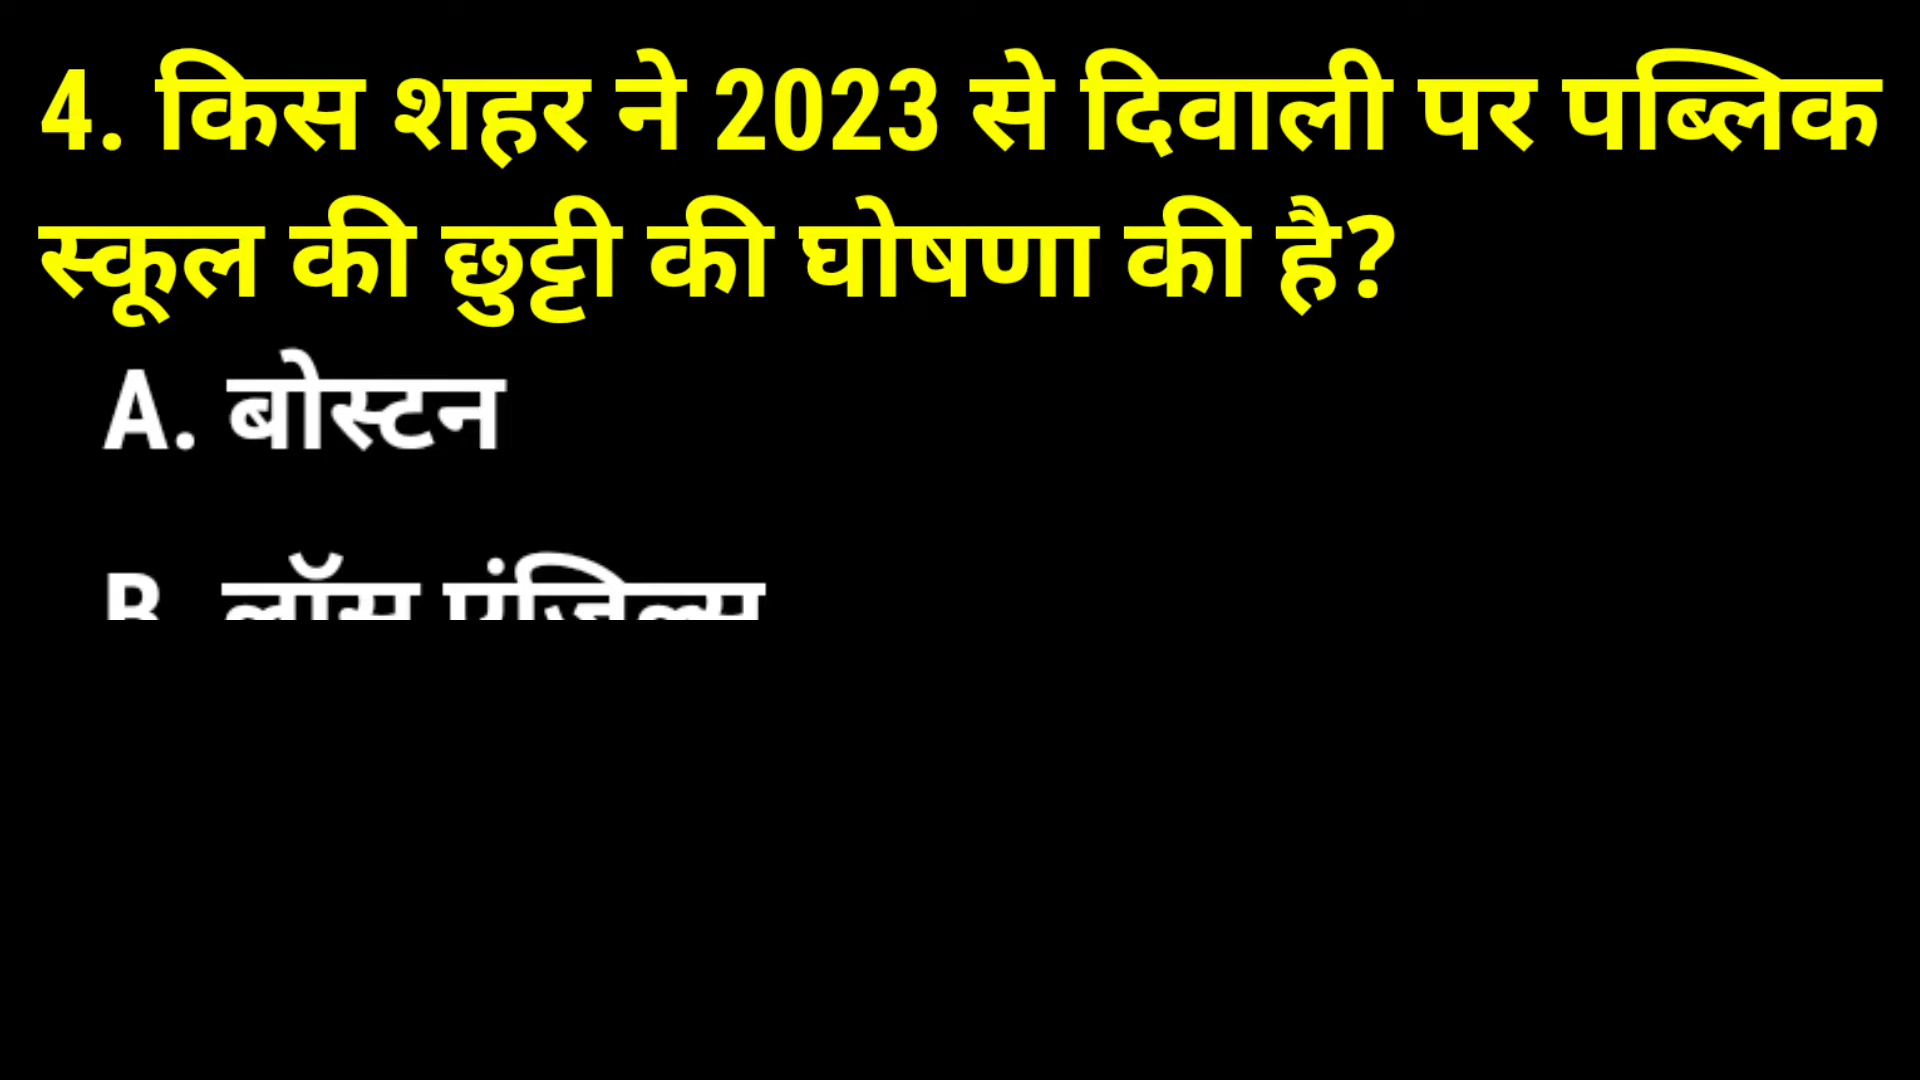 4. किस शहर ने 2023 से दिवाली पर पब्लिक
स्कूल की छुट्टी की घोषणा की है?
A. बोस्टन
B. लॉस एंजिल्स